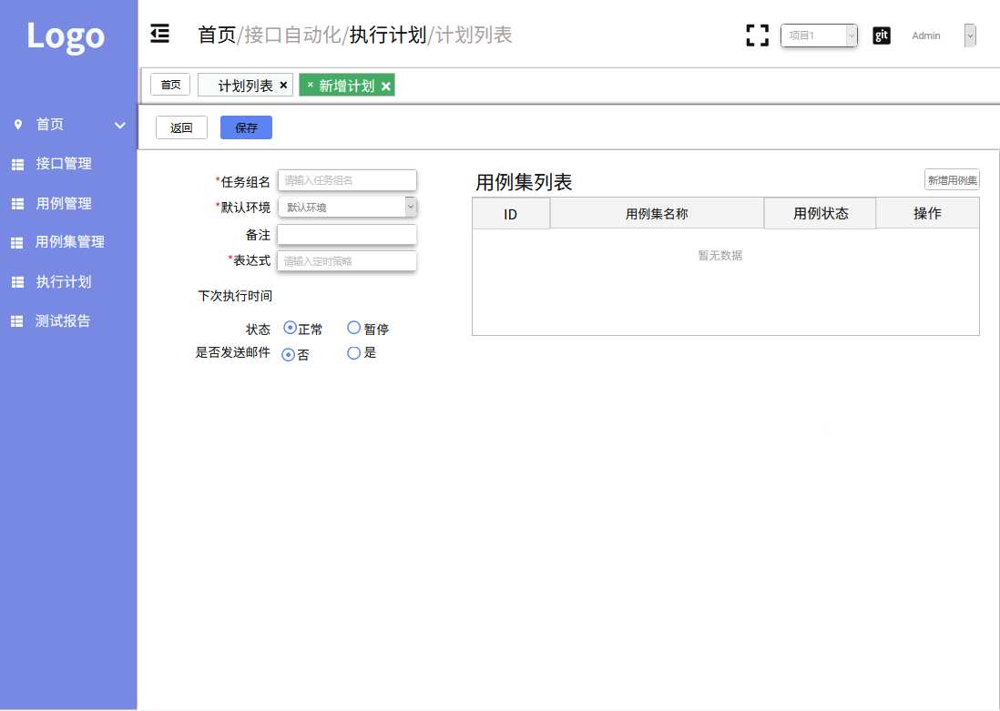 Logo
首页/接口自动化/执行计划/计划列表
项目1
git
Admin
首页
计划列表 ×
× 新增计划 ×
返回
保存
首页
接口管理
用例管理
用例集管理
执行计划
测试报告
*任务组名 请输入任务组名
*默认环境 默认环境
备注
*表达式 请输入定时策略
下次执行时间
状态 正常 暂停
是否发送邮件 否 是
用例集列表
新增用例集
ID 用例集名称 用例状态 操作
暂无数据